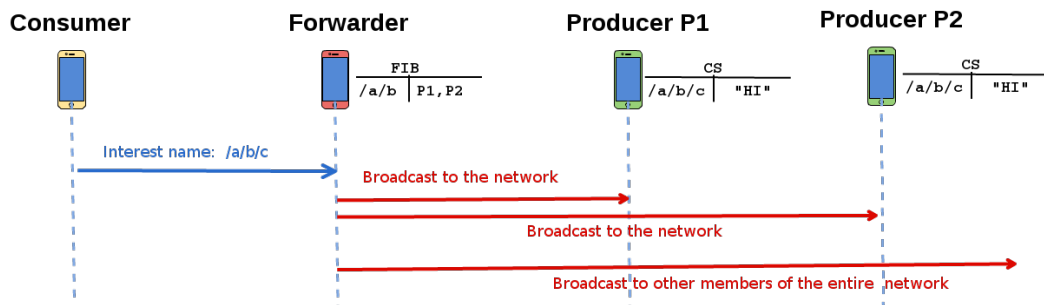 Consumer
Forwarder
Producer P1
Producer P2
FIB
/a/b P1,P2
CS
/a/b/c "HI"
CS
/a/b/c "HI"
Interest name: /a/b/c
Broadcast to the network
Broadcast to the network
Broadcast to other members of the entire network